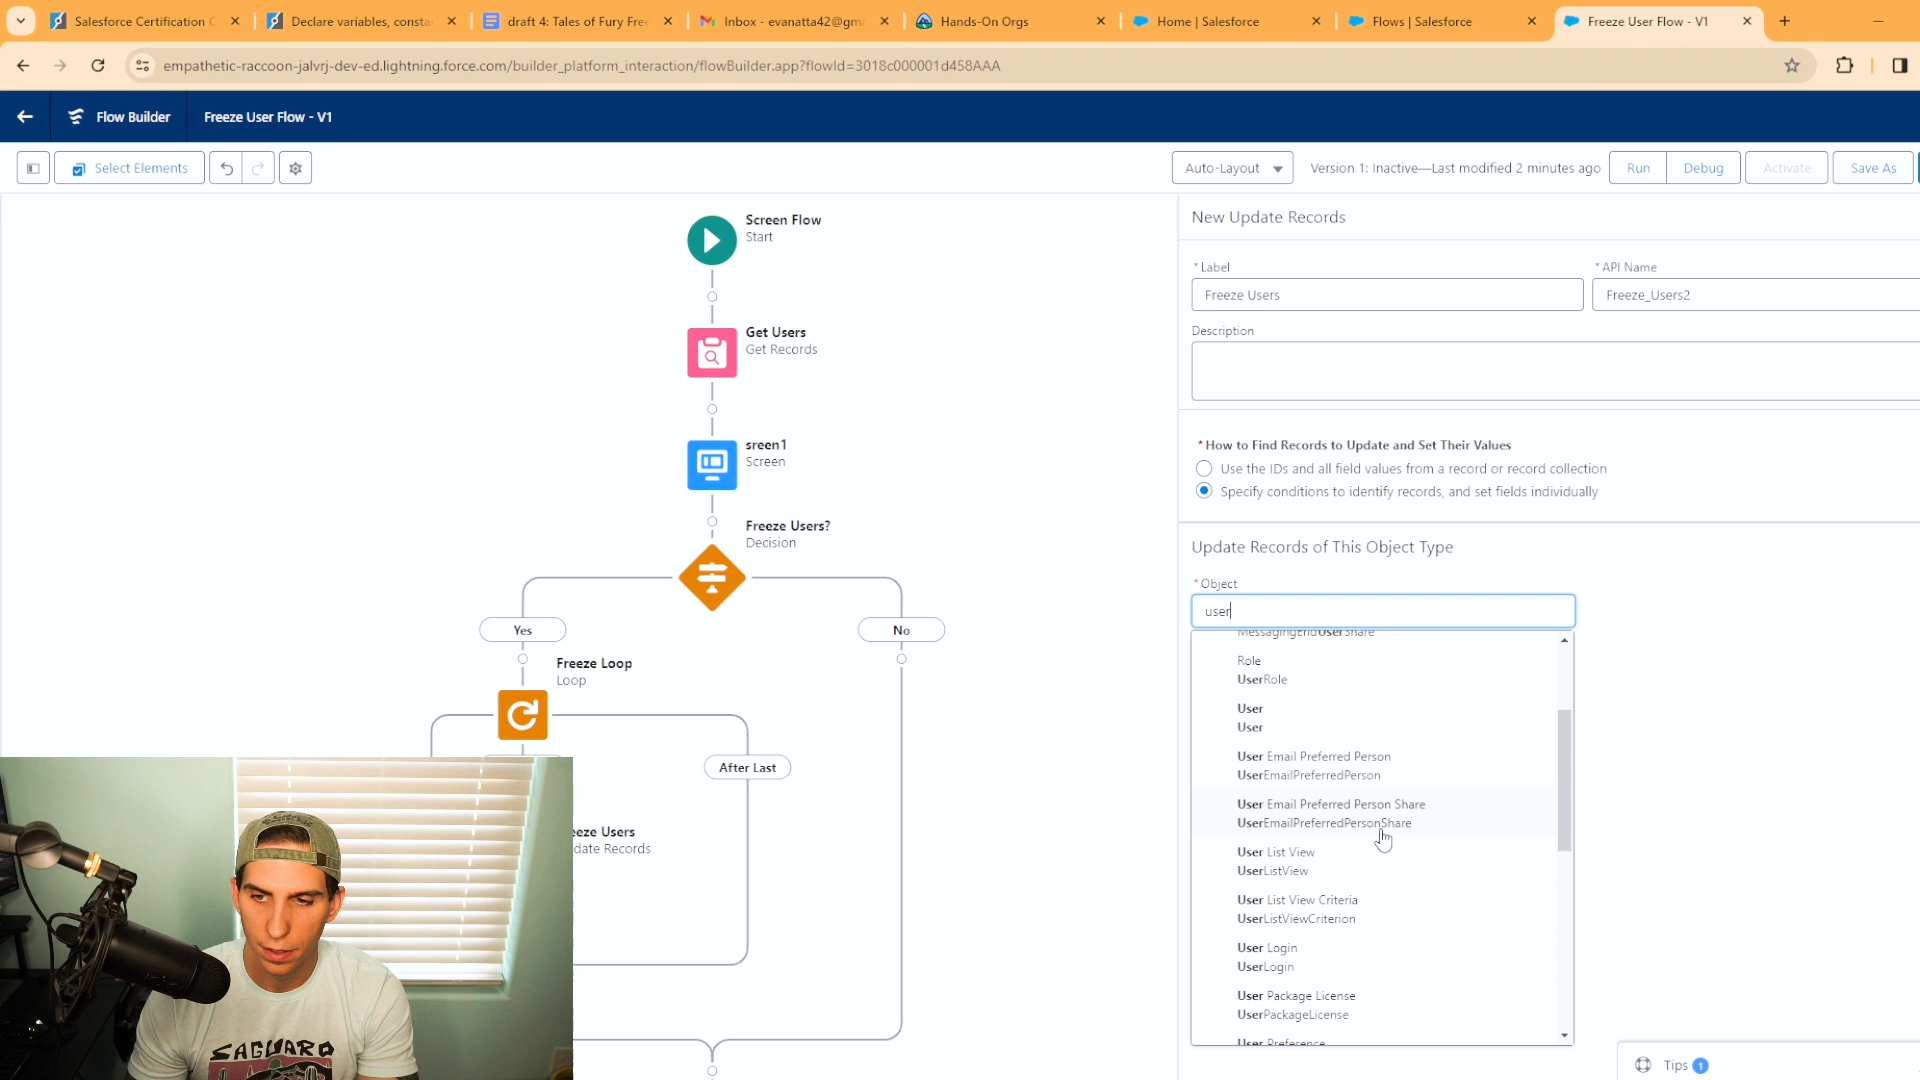 Salesforce Certification C
Declare variables, consta
draft 4: Tales of Fury Free
Inbox - evanatta42@gma
Hands-On Orgs
Home | Salesforce
Flows | Salesforce
Freeze User Flow - V1
empathetic-raccoon-jalvrj-dev-ed.lightning.force.com/builder_platform_interaction/flowBuilder.app?flowId=3018c000001d458AAA
Flow Builder
Freeze User Flow - V1
Select Elements
Auto-Layout
Version 1: Inactive—Last modified 2 minutes ago
Run
Debug
Activate
Save As
Screen Flow
Start
Get Users
Get Records
sreen1
Screen
Freeze Users?
Decision
Yes
No
Freeze Loop
Loop
After Last
eeze Users
date Records
New Update Records
* Label
* API Name
Freeze Users
Freeze_Users2
Description
* How to Find Records to Update and Set Their Values
Use the IDs and all field values from a record or record collection
Specify conditions to identify records, and set fields individually
Update Records of This Object Type
* Object
user
MessagingEndUserShare
Role
UserRole
User
User
User Email Preferred Person
UserEmailPreferredPerson
User Email Preferred Person Share
UserEmailPreferredPersonShare
User List View
UserListView
User List View Criteria
UserListViewCriterion
User Login
UserLogin
User Package License
UserPackageLicense
User Preference
Tips 1
SAGUARO